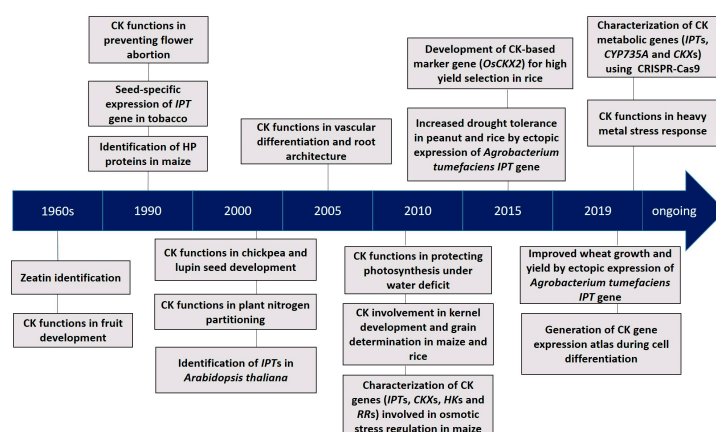 CK functions in
preventing flower
abortion
Seed-specific
expression of IPT
gene in tobacco
Identification of HP
proteins in maize
CK functions in vascular
differentiation and root
architecture
Development of CK-based
marker gene (OsCKX2) for high
yield selection in rice
Increased drought tolerance
in peanut and rice by ectopic
expression of Agrobacterium
tumefaciens IPT gene
Characterization of CK
metabolic genes (IPTs,
CYP735A and CKXs)
using CRISPR-Cas9
CK functions in heavy
metal stress response
1960s
1990
2000
2005
2010
2015
2019
ongoing
Zeatin identification
CK functions in fruit
development
CK functions in chickpea and
lupin seed development
CK functions in plant nitrogen
partitioning
Identification of IPTs in
Arabidopsis thaliana
CK functions in protecting
photosynthesis under
water deficit
CK involvement in kernel
development and grain
determination in maize and
rice
Characterization of CK
genes (IPTs, CKXs, HKs and
RRs) involved in osmotic
stress regulation in maize
Improved wheat growth and
yield by ectopic expression of
Agrobacterium tumefaciens
IPT gene
Generation of CK gene
expression atlas during cell
differentiation